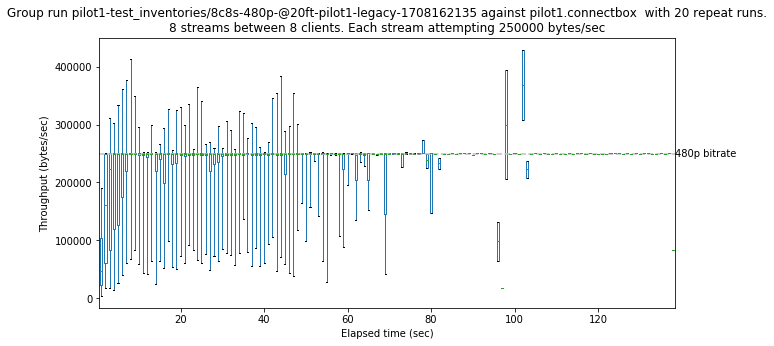 Group run pilot1-test_inventories/8c8s-480p-@20ft-pilot1-legacy-1708162135 against pilot1.connectbox  with 20 repeat runs.
8 streams between 8 clients. Each stream attempting 250000 bytes/sec
400000
300000
200000
100000
0
Throughput (bytes/sec)
480p bitrate
20
40
60
80
100
120
Elapsed time (sec)